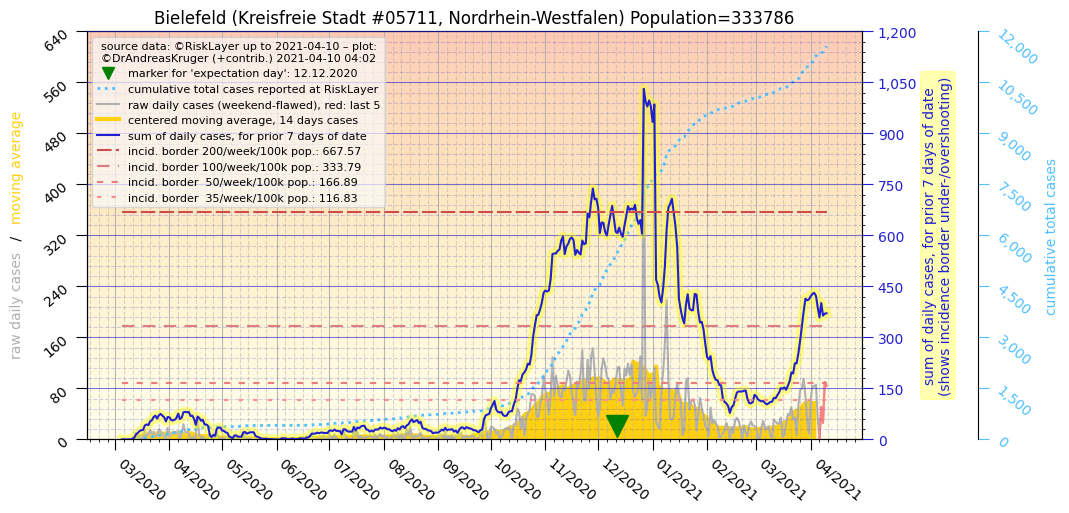 Bielefeld (Kreisfreie Stadt #05711, Nordrhein-Westfalen) Population=333786
source data: ©RiskLayer up to 2021-04-10 – plot:
©DrAndreasKruger (+contrib.) 2021-04-10 04:02
marker for 'expectation day': 12.12.2020
cumulative total cases reported at RiskLayer
raw daily cases (weekend-flawed), red: last 5
centered moving average, 14 days cases
sum of daily cases, for prior 7 days of date
incid. border 200/week/100k pop.: 667.57
incid. border 100/week/100k pop.: 333.79
incid. border  50/week/100k pop.: 166.89
incid. border  35/week/100k pop.: 116.83
raw daily cases / moving average
640
560
480
400
320
240
160
80
0
03/2020
04/2020
05/2020
06/2020
07/2020
08/2020
09/2020
10/2020
11/2020
12/2020
01/2021
02/2021
03/2021
04/2021
1,200
1,050
900
750
600
450
300
150
0
sum of daily cases, for prior 7 days of date
(shows incidence border under-/overshooting)
12,000
10,500
9,000
7,500
6,000
4,500
3,000
1,500
0
cumulative total cases